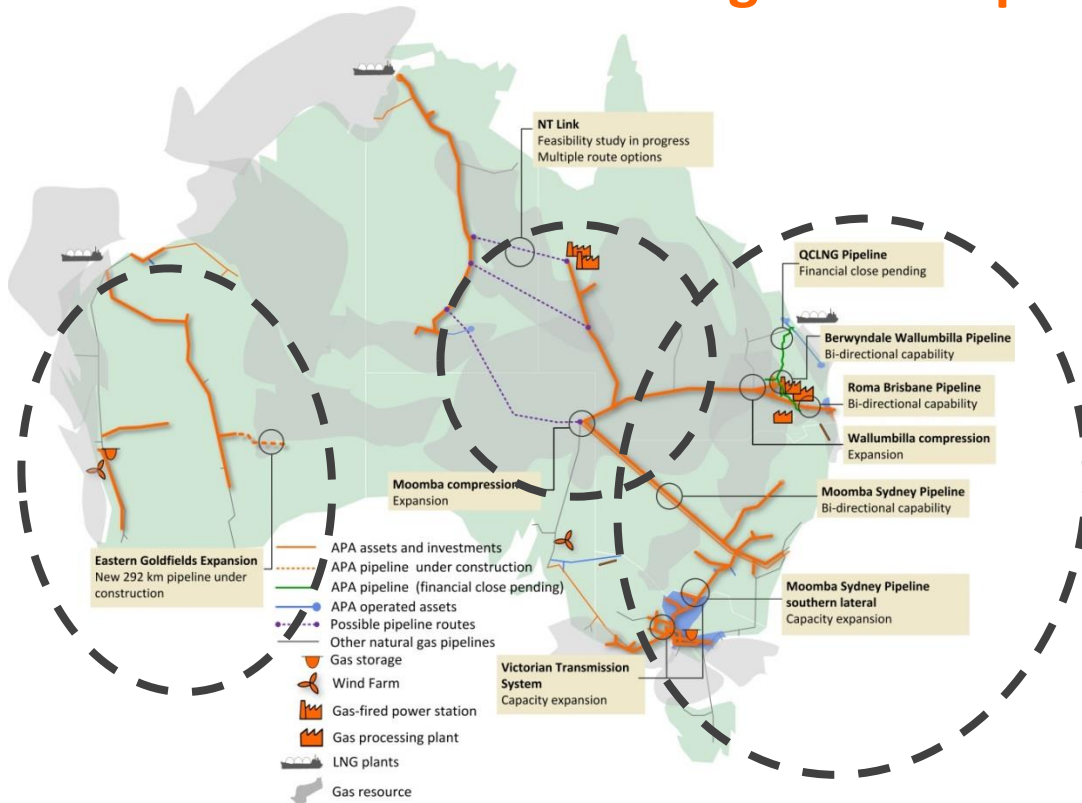 NT Link
Feasibility study in progress
Multiple route options
QCLNG Pipeline
Financial close pending
Berwyndale Wallumbilla Pipeline
Bi-directional capability
Roma Brisbane Pipeline
Bi-directional capability
Wallumbilla compression
Expansion
Moomba compression
Expansion
Moomba Sydney Pipeline
Bi-directional capability
Eastern Goldfields Expansion
New 292 km pipeline under
construction
Moomba Sydney Pipeline
southern lateral
Capacity expansion
Victorian Transmission
System
Capacity expansion
APA assets and investments
APA pipeline under construction
APA pipeline (financial close pending)
APA operated assets
Possible pipeline routes
Other natural gas pipelines
Gas storage
Wind Farm
Gas-fired power station
Gas processing plant
LNG plants
Gas resource